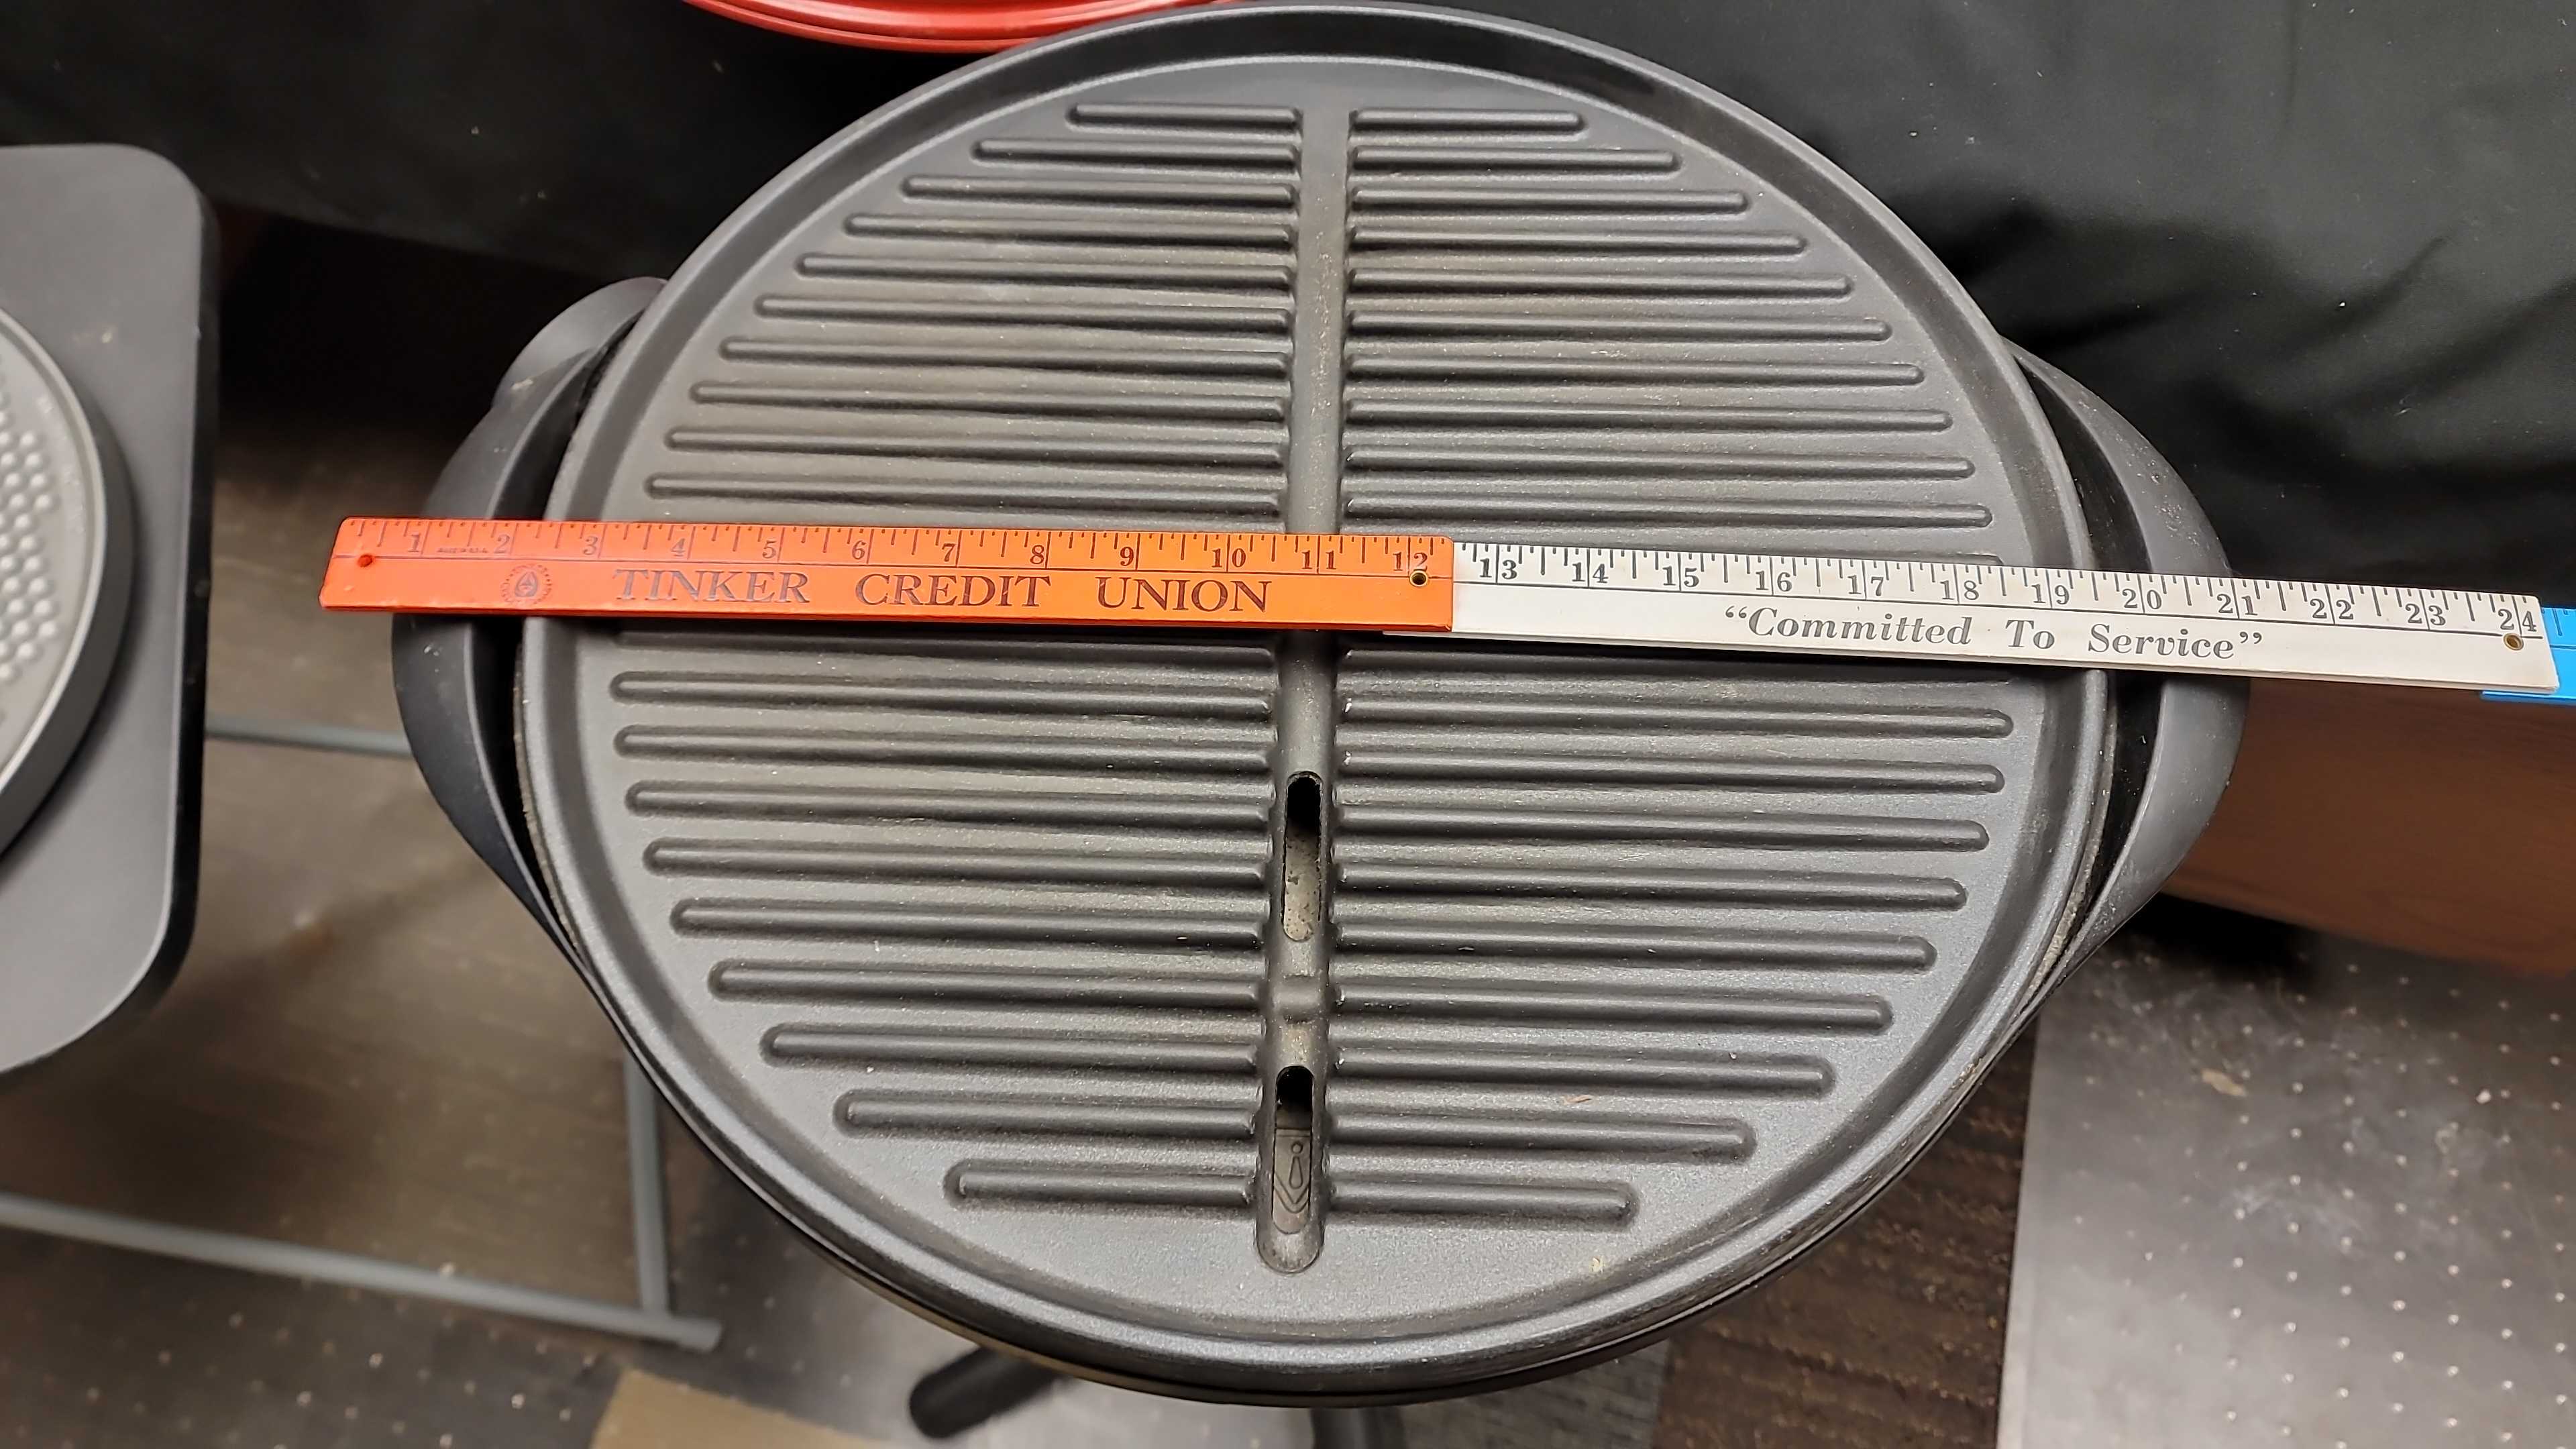 1 2 3 4 5 6 7 8 9 10 11 12 13 14 15 16 17 18 19 20 21 22 23 24
TINKER CREDIT UNION
"Committed To Service"